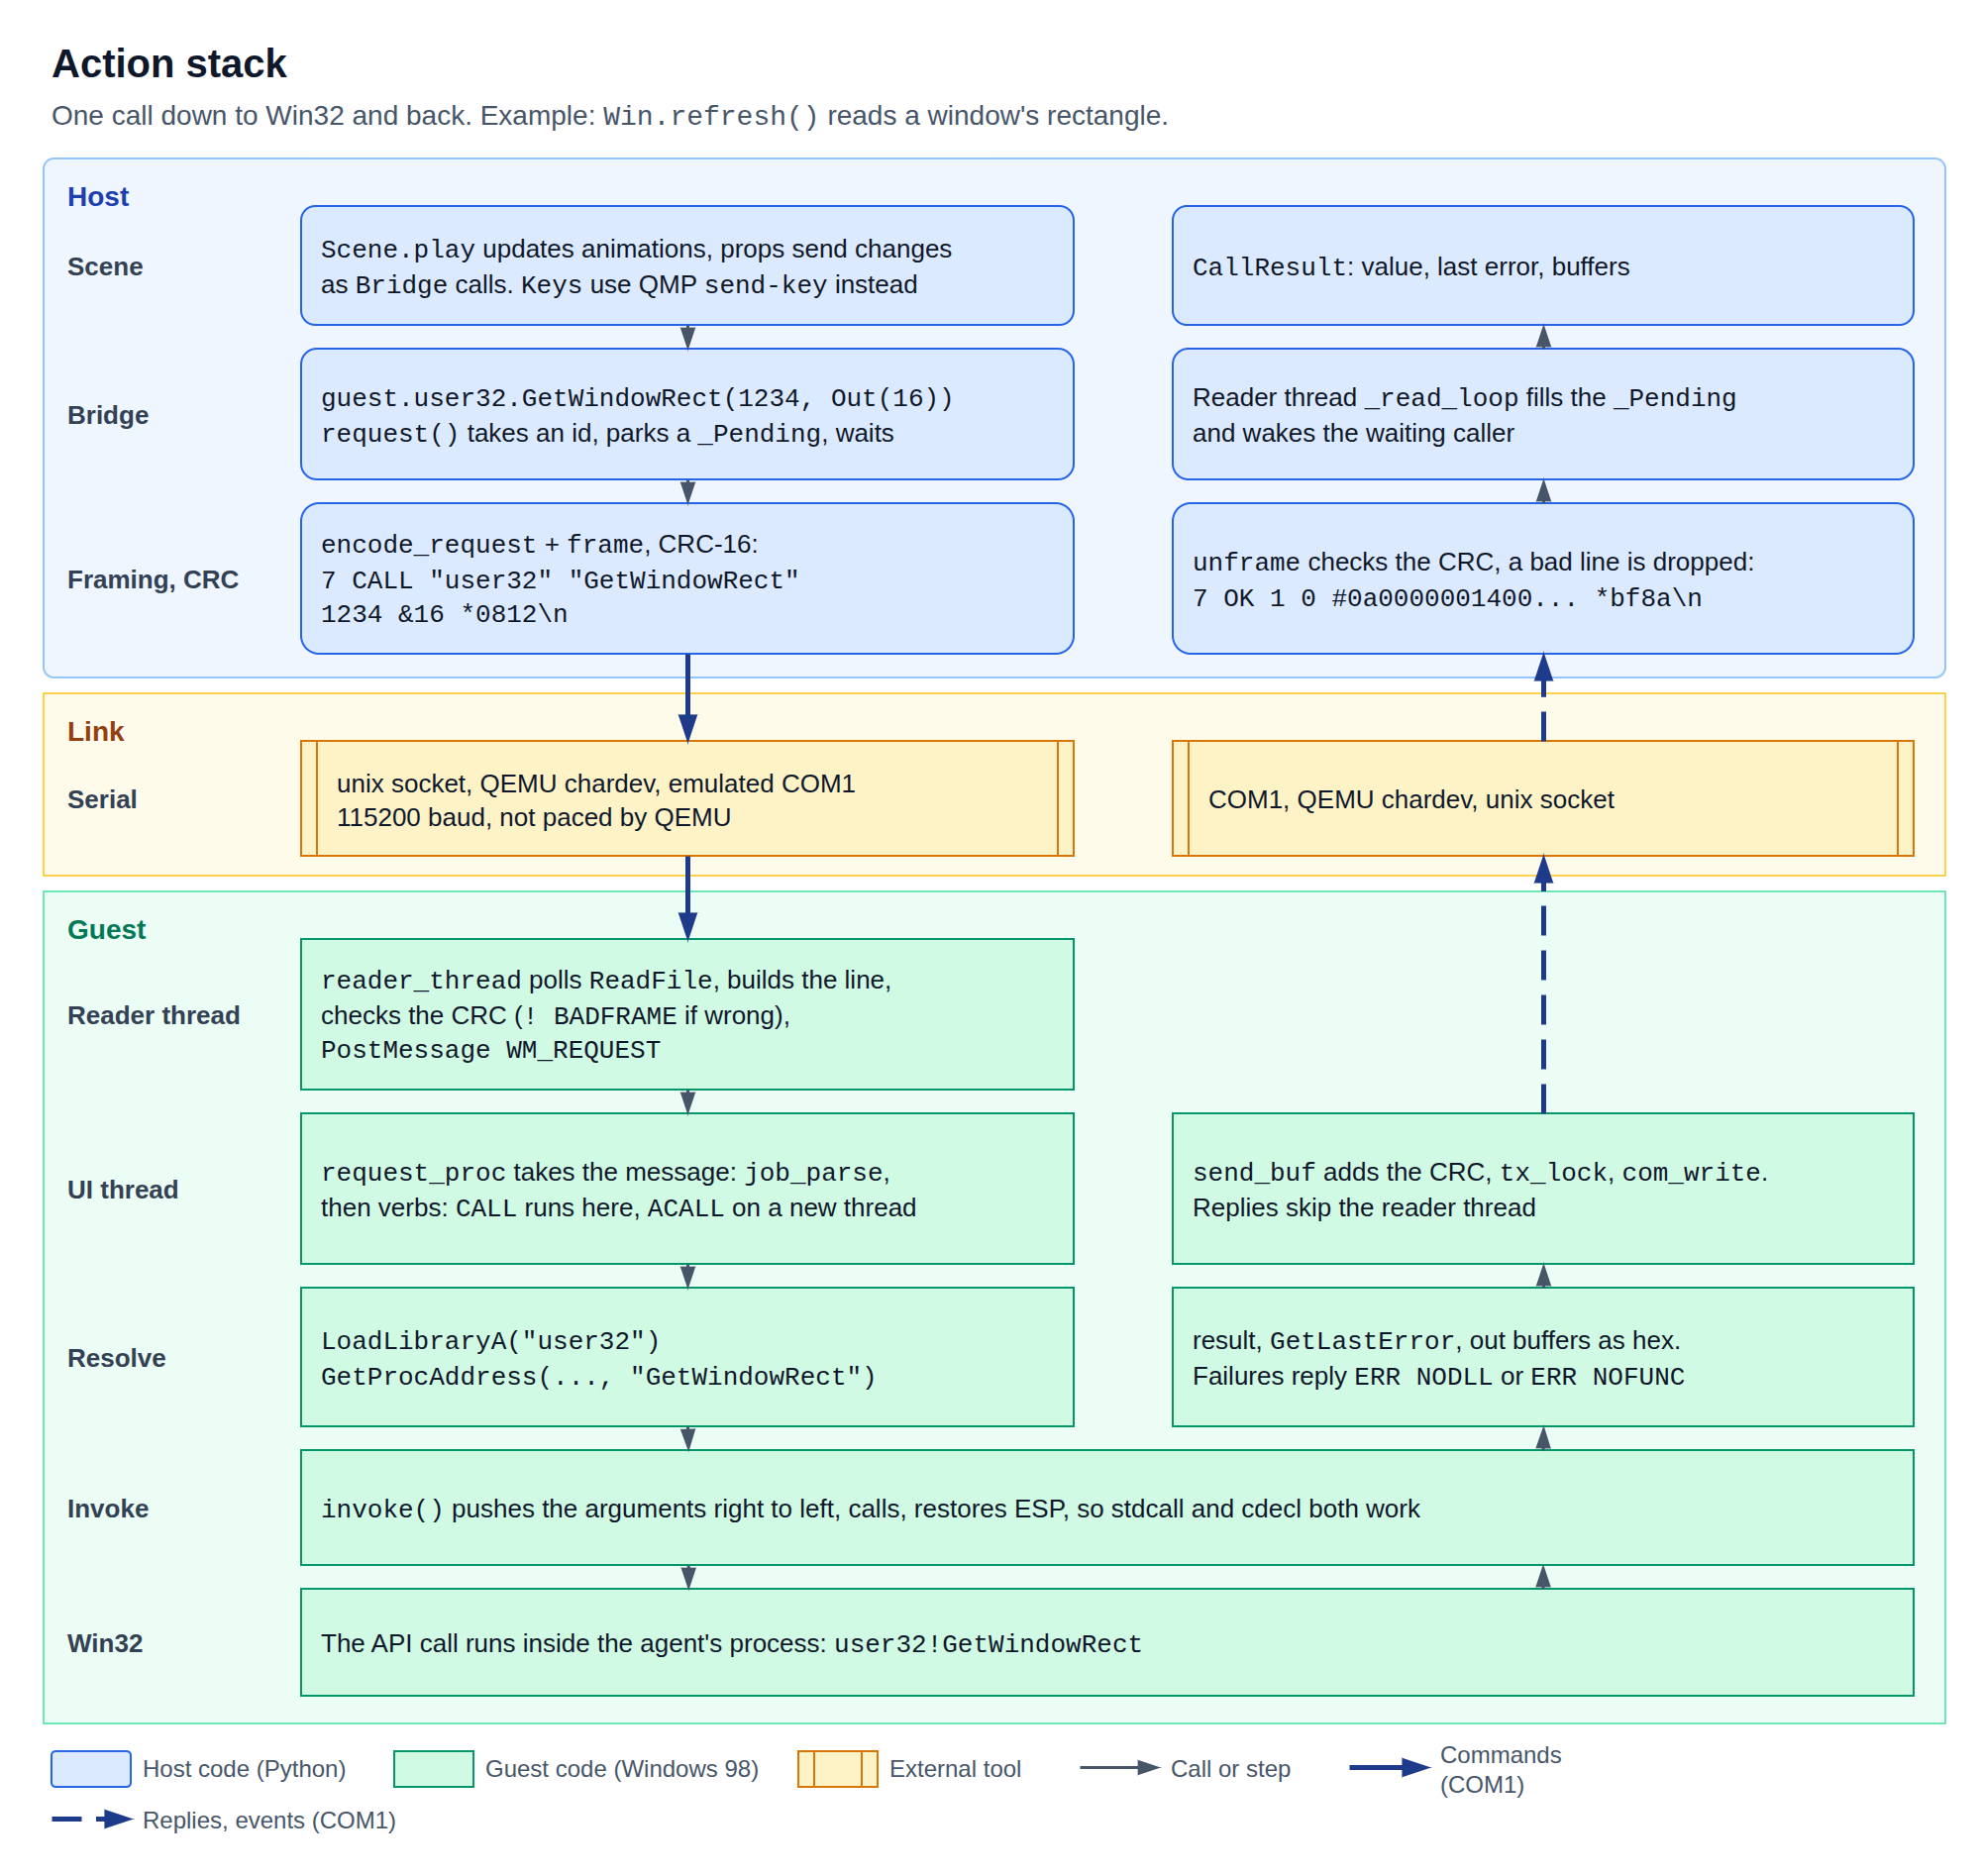 Action stack
One call down to Win32 and back. Example: Win.refresh() reads a window's rectangle.
Host
Scene
Scene.play updates animations, props send changes
as Bridge calls. Keys use QMP send-key instead
CallResult: value, last error, buffers
Bridge
guest.user32.GetWindowRect(1234, Out(16))
request() takes an id, parks a _Pending, waits
Reader thread _read_loop fills the _Pending
and wakes the waiting caller
Framing, CRC
encode_request + frame, CRC-16:
7 CALL "user32" "GetWindowRect"
1234 &16 *0812\n
unframe checks the CRC, a bad line is dropped:
7 OK 1 0 #0a0000001400... *bf8a\n
Link
Serial
unix socket, QEMU chardev, emulated COM1
115200 baud, not paced by QEMU
COM1, QEMU chardev, unix socket
Guest
Reader thread
reader_thread polls ReadFile, builds the line,
checks the CRC (! BADFRAME if wrong),
PostMessage WM_REQUEST
UI thread
request_proc takes the message: job_parse,
then verbs: CALL runs here, ACALL on a new thread
send_buf adds the CRC, tx_lock, com_write.
Replies skip the reader thread
Resolve
LoadLibraryA("user32")
GetProcAddress(..., "GetWindowRect")
result, GetLastError, out buffers as hex.
Failures reply ERR NODLL or ERR NOFUNC
Invoke
invoke() pushes the arguments right to left, calls, restores ESP, so stdcall and cdecl both work
Win32
The API call runs inside the agent's process: user32!GetWindowRect
Host code (Python)
Guest code (Windows 98)
External tool
Call or step
Commands
(COM1)
Replies, events (COM1)